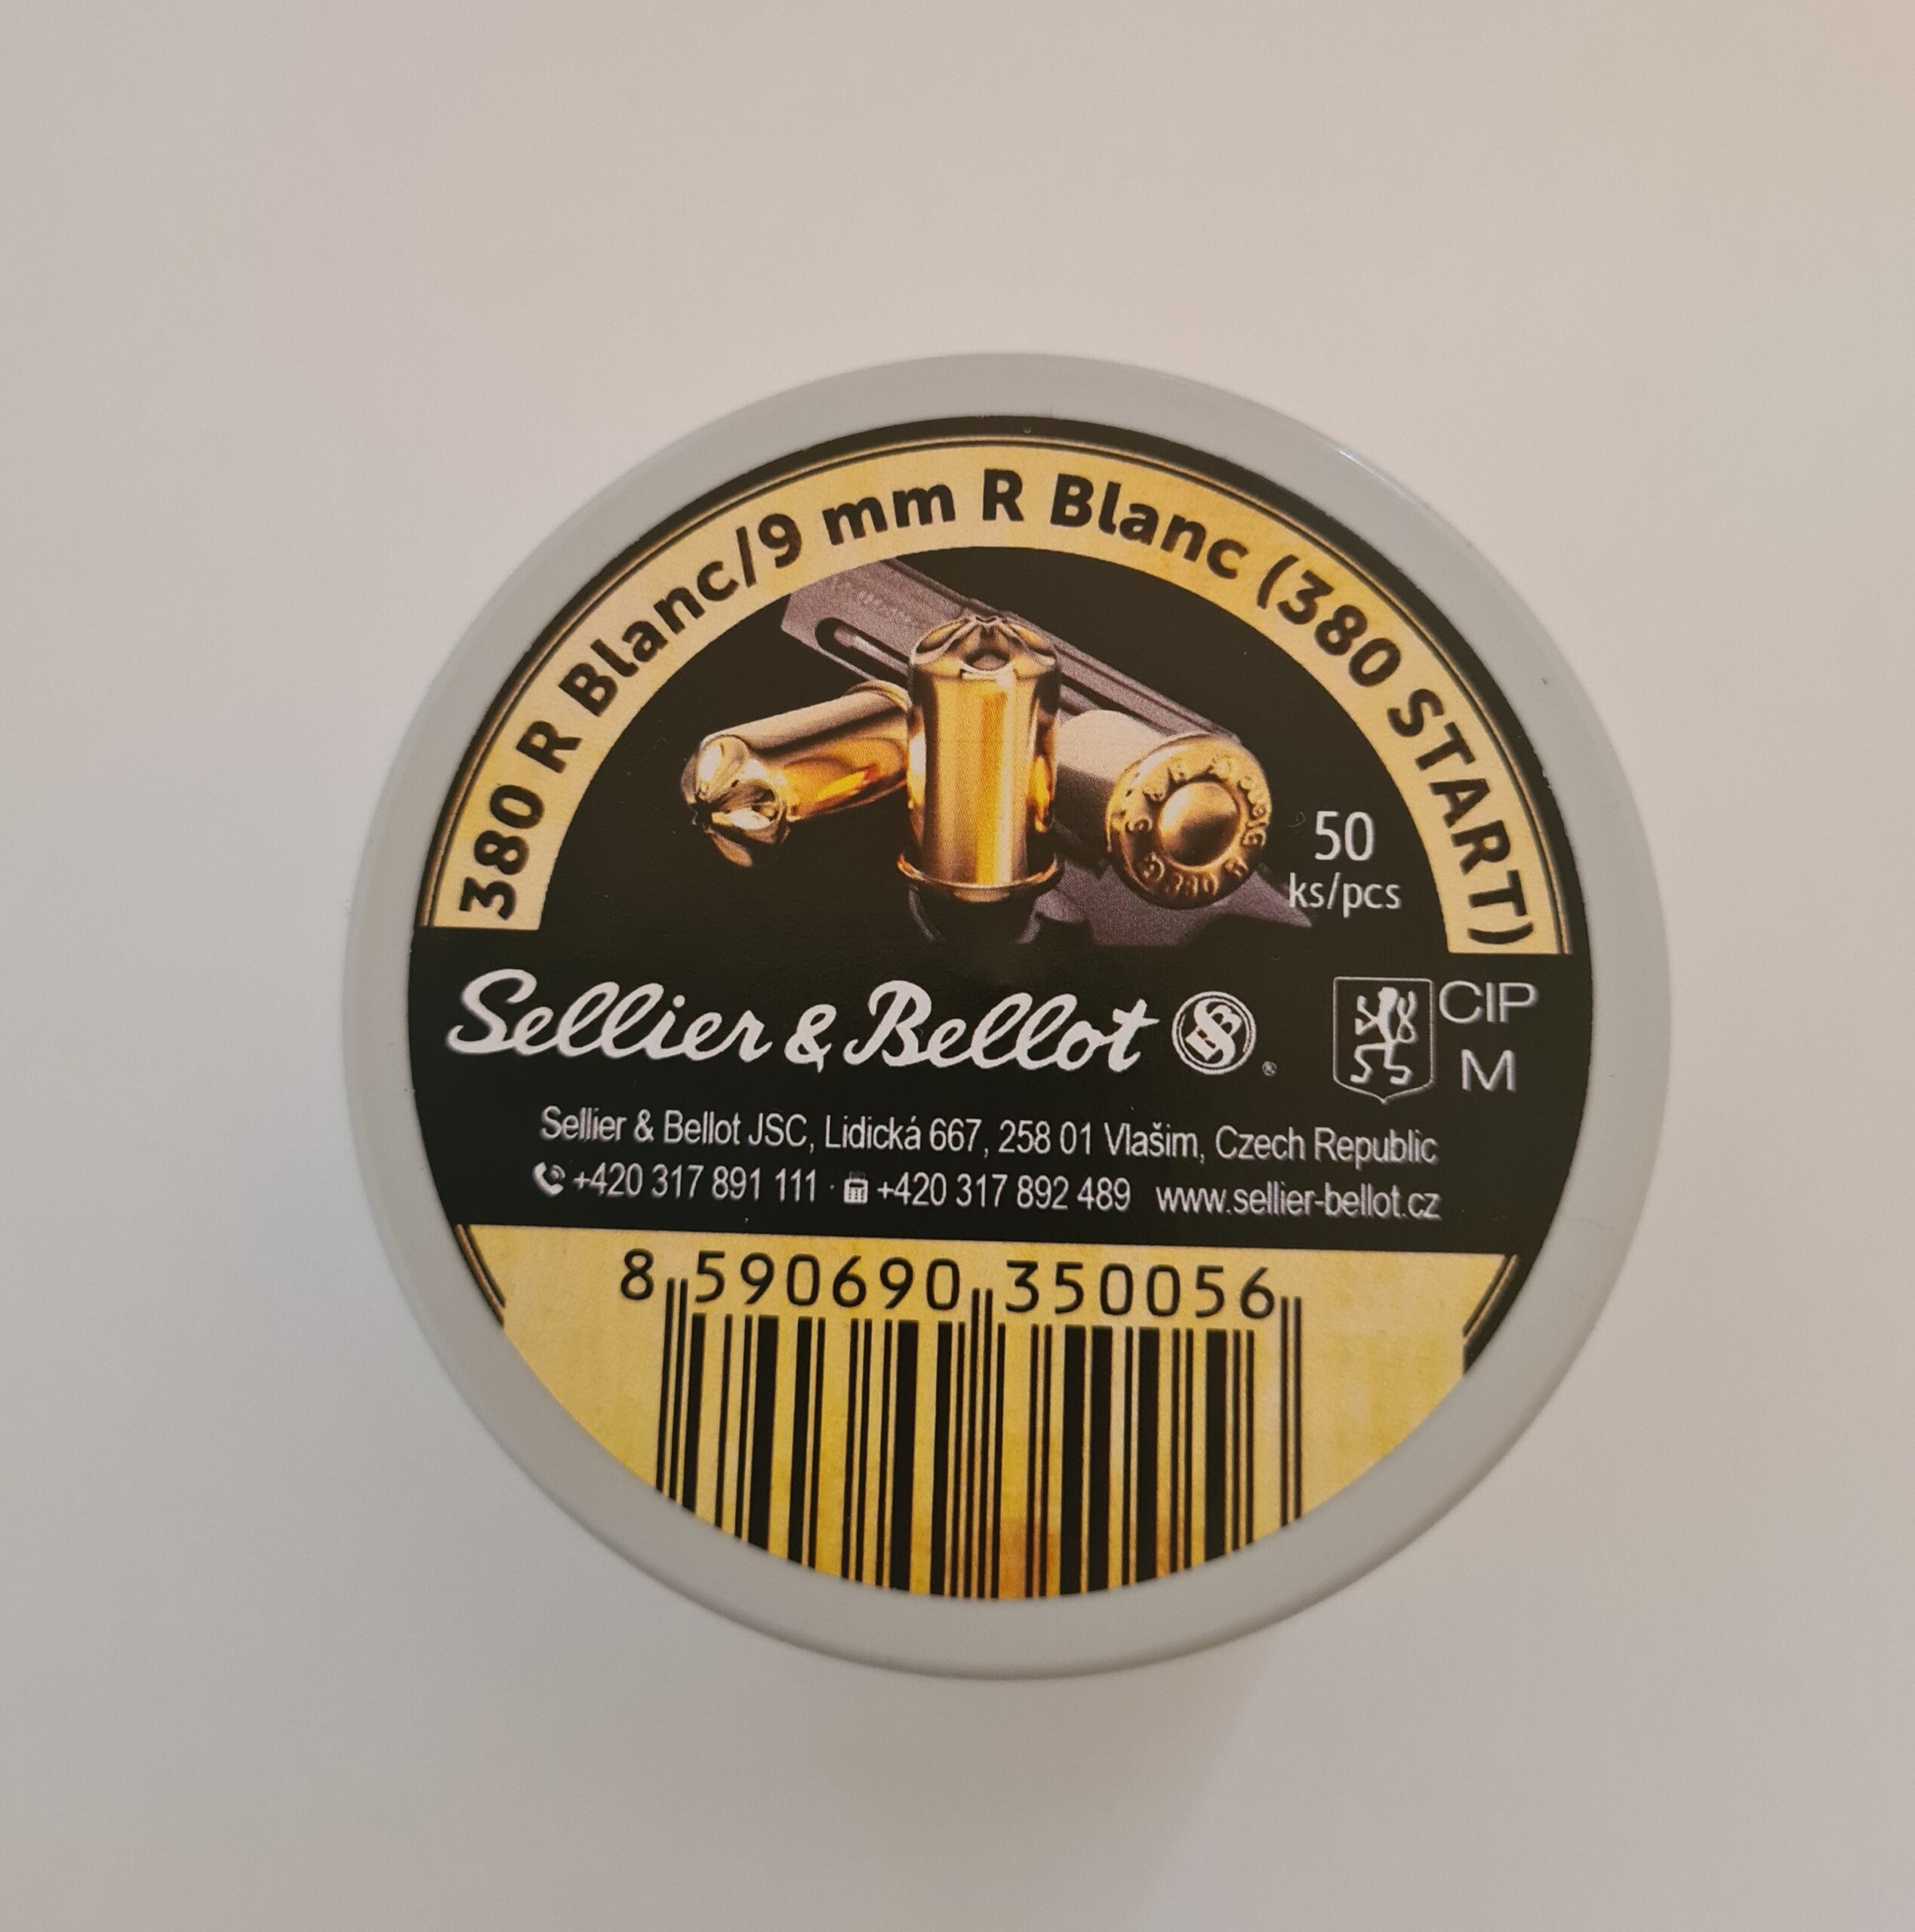 380 R Blanc/9 mm R Blanc (380 START)
50
ks/pcs
Sellier & Bellot
®
CIP
M
Sellier & Bellot JSC, Lidická 667, 258 01 Vlašim, Czech Republic
+420 317 891 111 · +420 317 892 489 www.sellier-bellot.cz
8 590690 350056